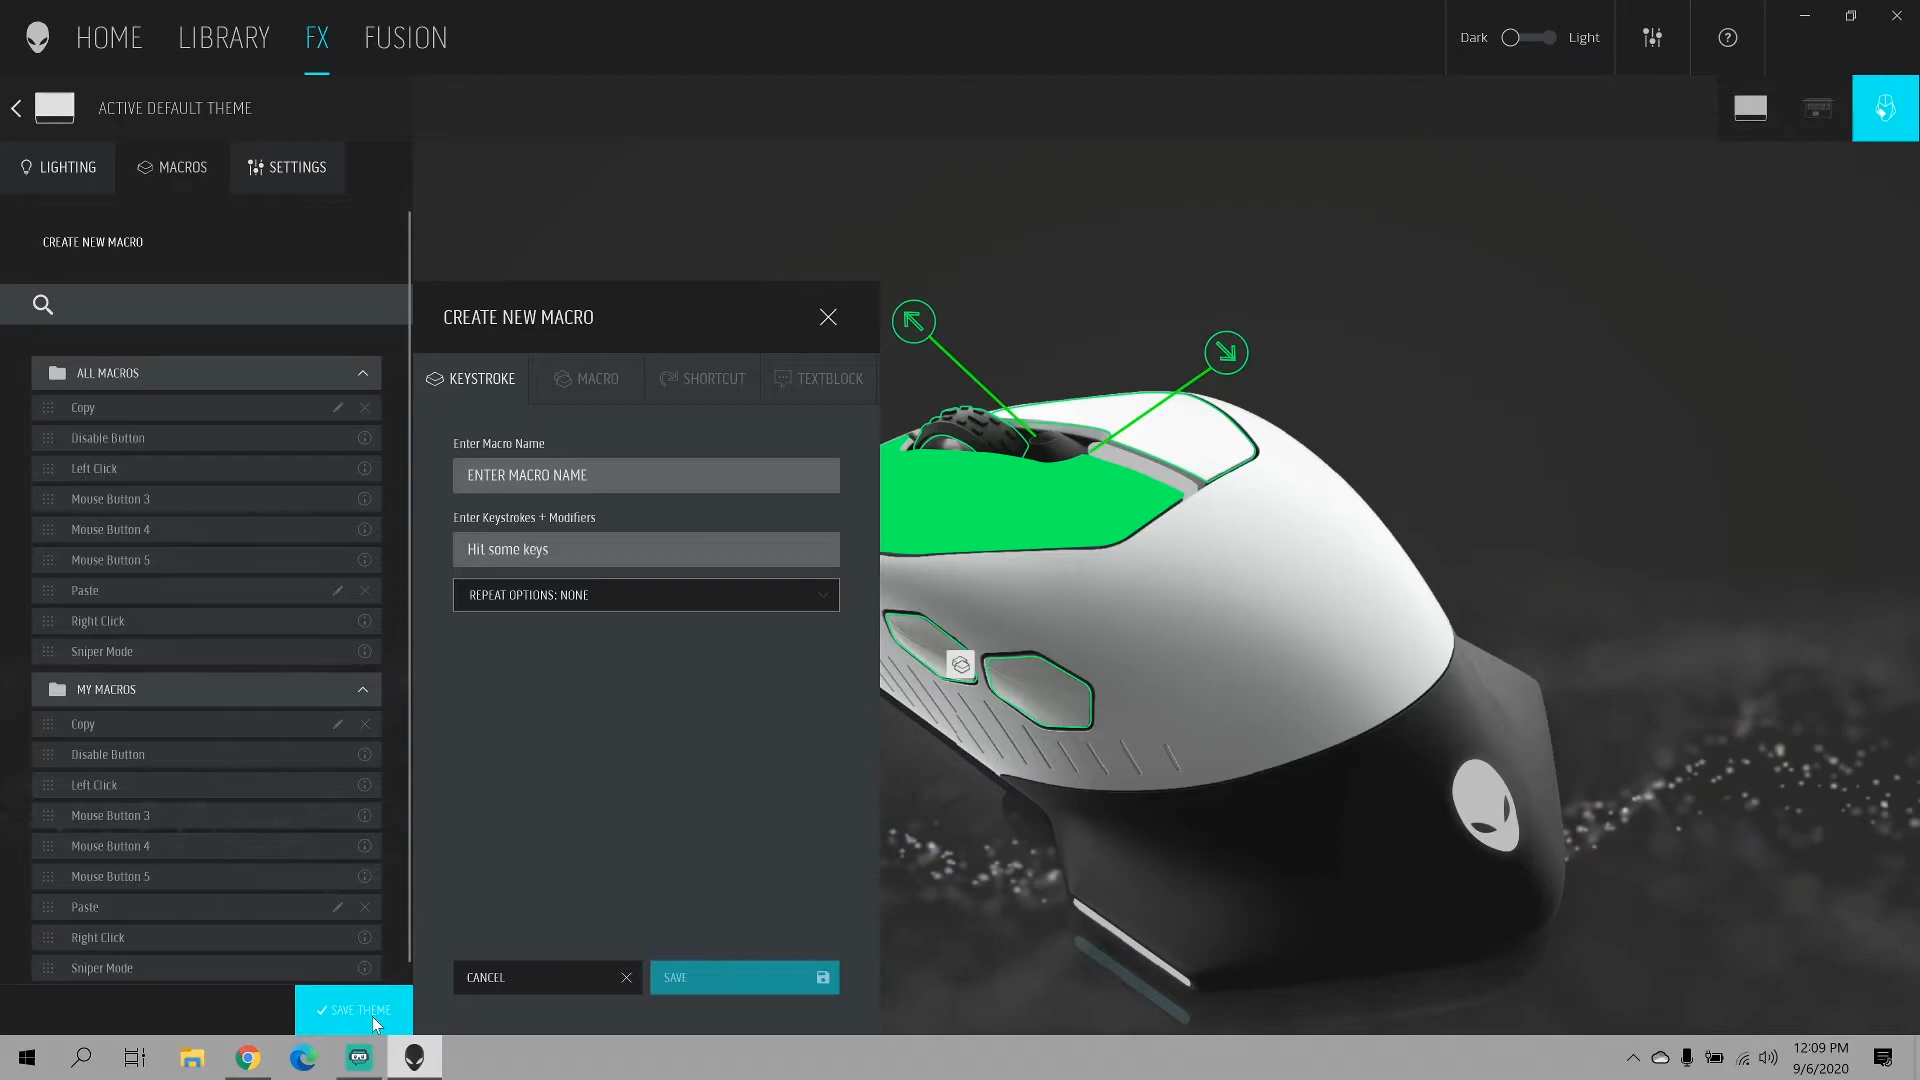 HOME LIBRARY FX FUSION
Dark Light
ACTIVE DEFAULT THEME
LIGHTING MACROS SETTINGS
CREATE NEW MACRO
ALL MACROS
Copy
Disable Button
Left Click
Mouse Button 3
Mouse Button 4
Mouse Button 5
Paste
Right Click
Sniper Mode
MY MACROS
Copy
Disable Button
Left Click
Mouse Button 3
Mouse Button 4
Mouse Button 5
Paste
Right Click
Sniper Mode
SAVE THEME
CREATE NEW MACRO
KEYSTROKE MACRO SHORTCUT TEXTBLOCK
Enter Macro Name
ENTER MACRO NAME
Enter Keystrokes + Modifiers
Hit some keys
REPEAT OPTIONS: NONE
CANCEL SAVE
12:09 PM
9/6/2020